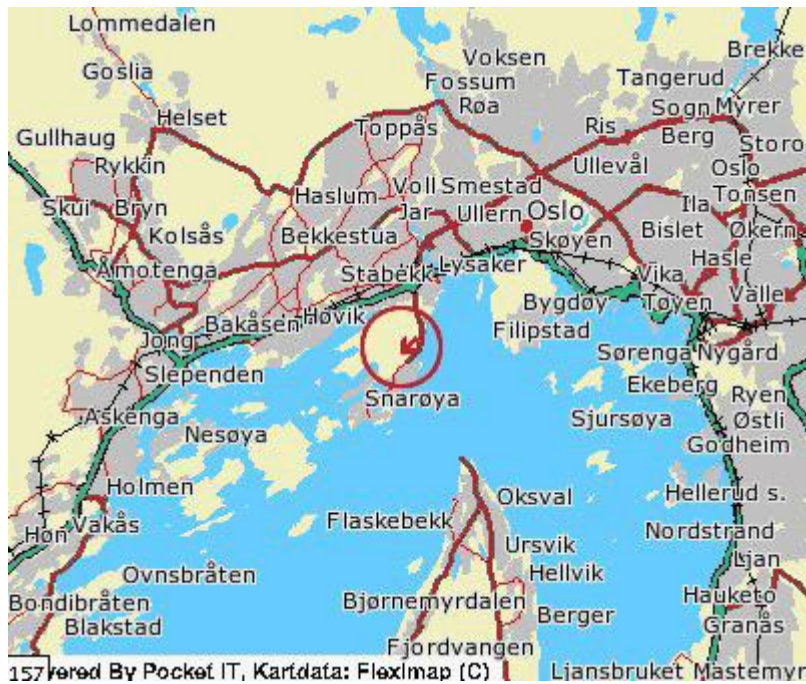 Lommedalen
Voksen
Brekke
Goslia
Fossum
Tangerud
Røa
Sogn Myrer
Helset
Toppås
Ris
Berg
Storo
Gullhaug
Ullevål
Oslo
Rykkin
Haslum
Voll Smestad
Tonsen
Skui
Bryn
Jar
Ullern
Oslo
Ila
Kolsås
Bekkestua
Skøyen
Bislet
Økern
Åmotenga
Stabekk
Lysaker
Vika
Hasle
Bakåsen
Høvik
Bygdøy
Tøyen
Valle
Jong
Filipstad
Slependen
Sørenga Nygård
Snarøya
Ekeberg
Ryen
Askenga
Nesøya
Sjursøya
Østli
Godheim
Holmen
Oksval
Hellerud s.
Høn
Vakås
Flaskebekk
Nordstrand
Ursvik
Ljan
Ovnsbråten
Hellvik
Bondibråten
Bjørnemyrdalen
Berger
Hauketo
Blakstad
Granås
Fjordvangen
157 wered By Pocket IT, Kartdata: Fleximap (C)
Ljansbruket Mastemyr